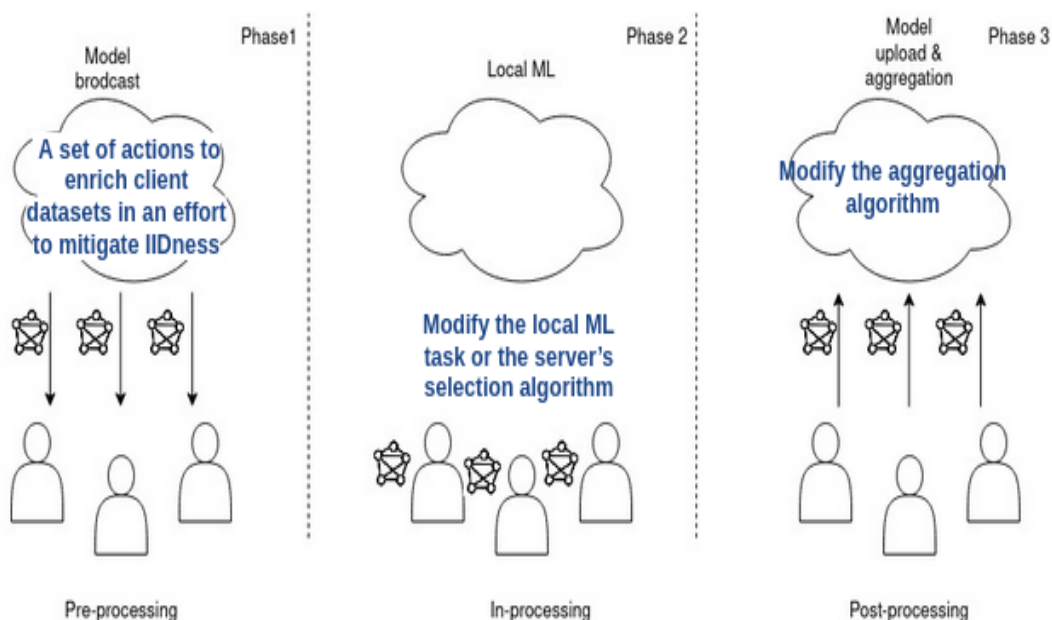 Phase1
Model
brodcast
A set of actions to
enrich client
datasets in an effort
to mitigate IIDness
Pre-processing
Phase 2
Local ML
Modify the local ML
task or the server's
selection algorithm
In-processing
Model
upload &
aggregation
Phase 3
Modify the aggregation
algorithm
Post-processing